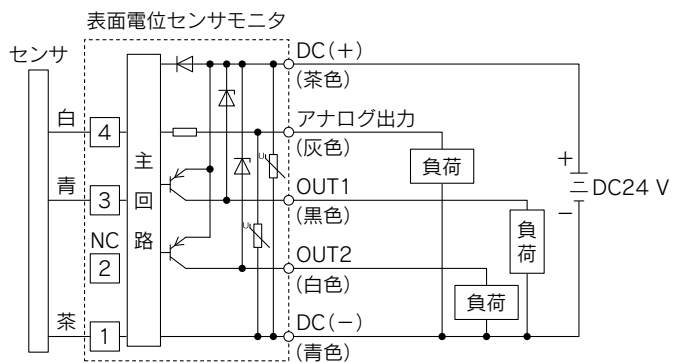 表面電位センサモニタ
センサ
DC(+)
(茶色)
白
4
アナログ出力
(灰色)
主回路
負荷
+
DC24 V
−
青
3
OUT1
(黒色)
負荷
NC
2
OUT2
(白色)
負荷
茶
1
DC(−)
(青色)
U
U